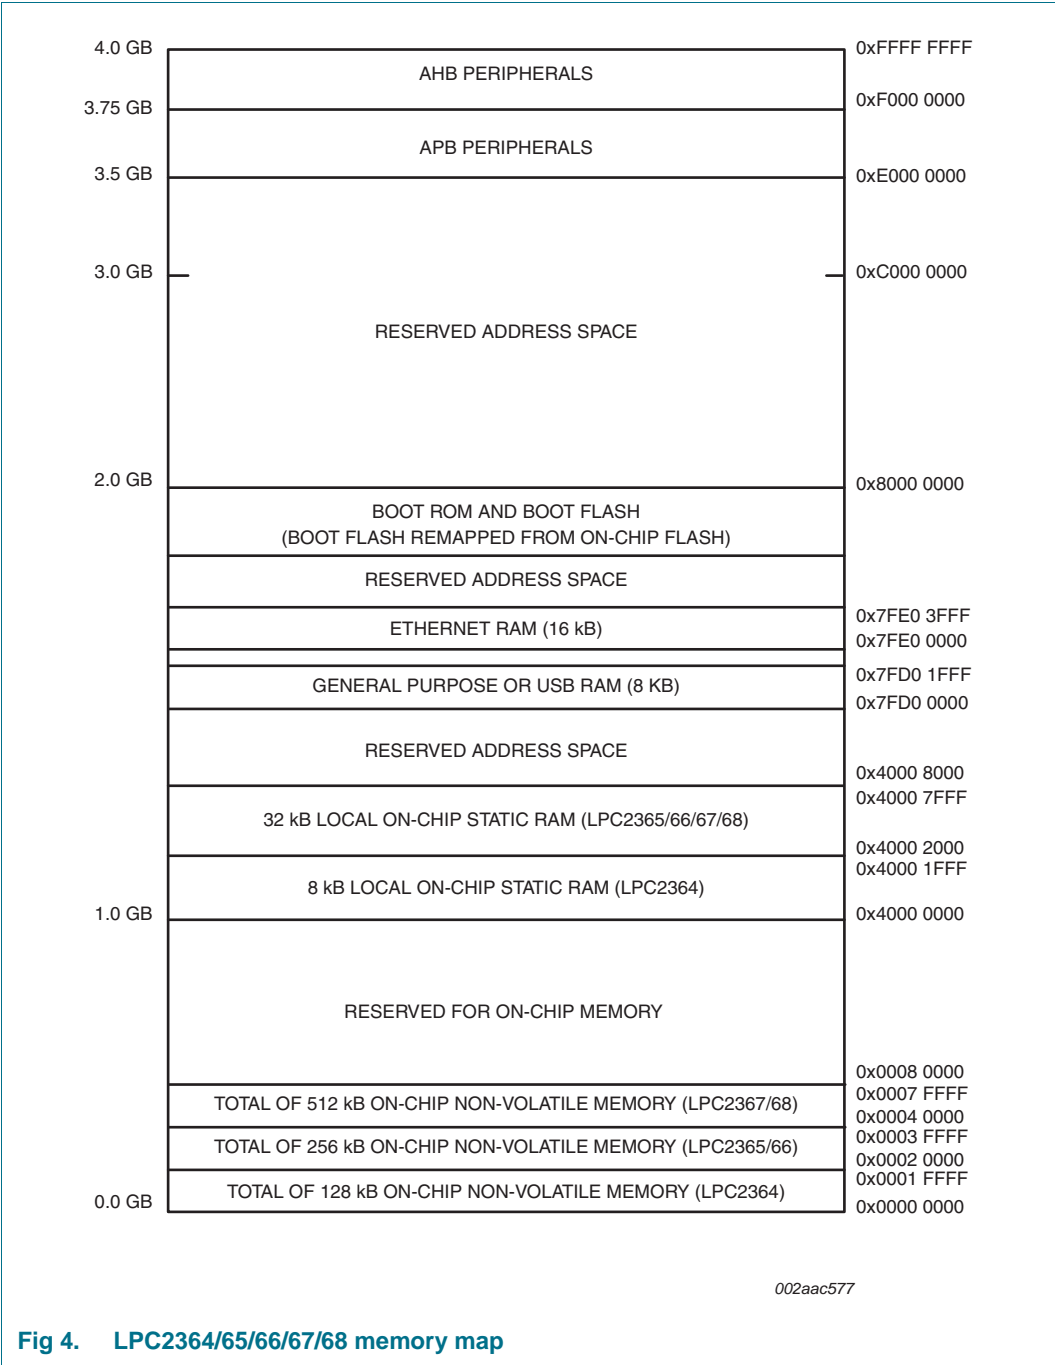 4.0 GB 0xFFFF FFFF
AHB PERIPHERALS
3.75 GB 0xF000 0000
APB PERIPHERALS
3.5 GB 0xE000 0000
3.0 GB 0xC000 0000
RESERVED ADDRESS SPACE
2.0 GB 0x8000 0000
BOOT ROM AND BOOT FLASH
(BOOT FLASH REMAPPED FROM ON-CHIP FLASH)
RESERVED ADDRESS SPACE
0x7FE0 3FFF
ETHERNET RAM (16 kB)
0x7FE0 0000
0x7FD0 1FFF
GENERAL PURPOSE OR USB RAM (8 KB)
0x7FD0 0000
RESERVED ADDRESS SPACE
0x4000 8000
0x4000 7FFF
32 kB LOCAL ON-CHIP STATIC RAM (LPC2365/66/67/68)
0x4000 2000
0x4000 1FFF
8 kB LOCAL ON-CHIP STATIC RAM (LPC2364)
1.0 GB 0x4000 0000
RESERVED FOR ON-CHIP MEMORY
0x0008 0000
0x0007 FFFF
TOTAL OF 512 kB ON-CHIP NON-VOLATILE MEMORY (LPC2367/68)
0x0004 0000
0x0003 FFFF
TOTAL OF 256 kB ON-CHIP NON-VOLATILE MEMORY (LPC2365/66)
0x0002 0000
0x0001 FFFF
TOTAL OF 128 kB ON-CHIP NON-VOLATILE MEMORY (LPC2364)
0.0 GB 0x0000 0000
002aac577
Fig 4. LPC2364/65/66/67/68 memory map